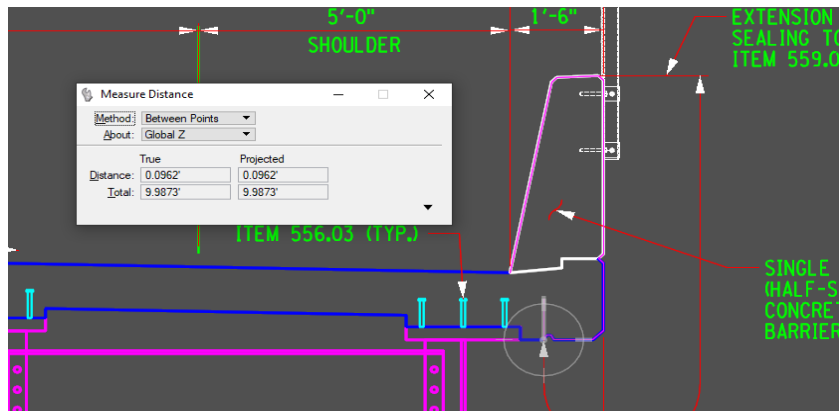 5'-0"
1'-6"
SHOULDER
EXTENSION
SEALING TO
ITEM 559.0
Measure Distance
Method: Between Points
About: Global Z
True Projected
Distance: 0.0962' 0.0962'
Total: 9.9873' 9.9873'
ITEM 556.03 (TYP.)
SINGLE
(HALF-S
CONCRET
BARRIER